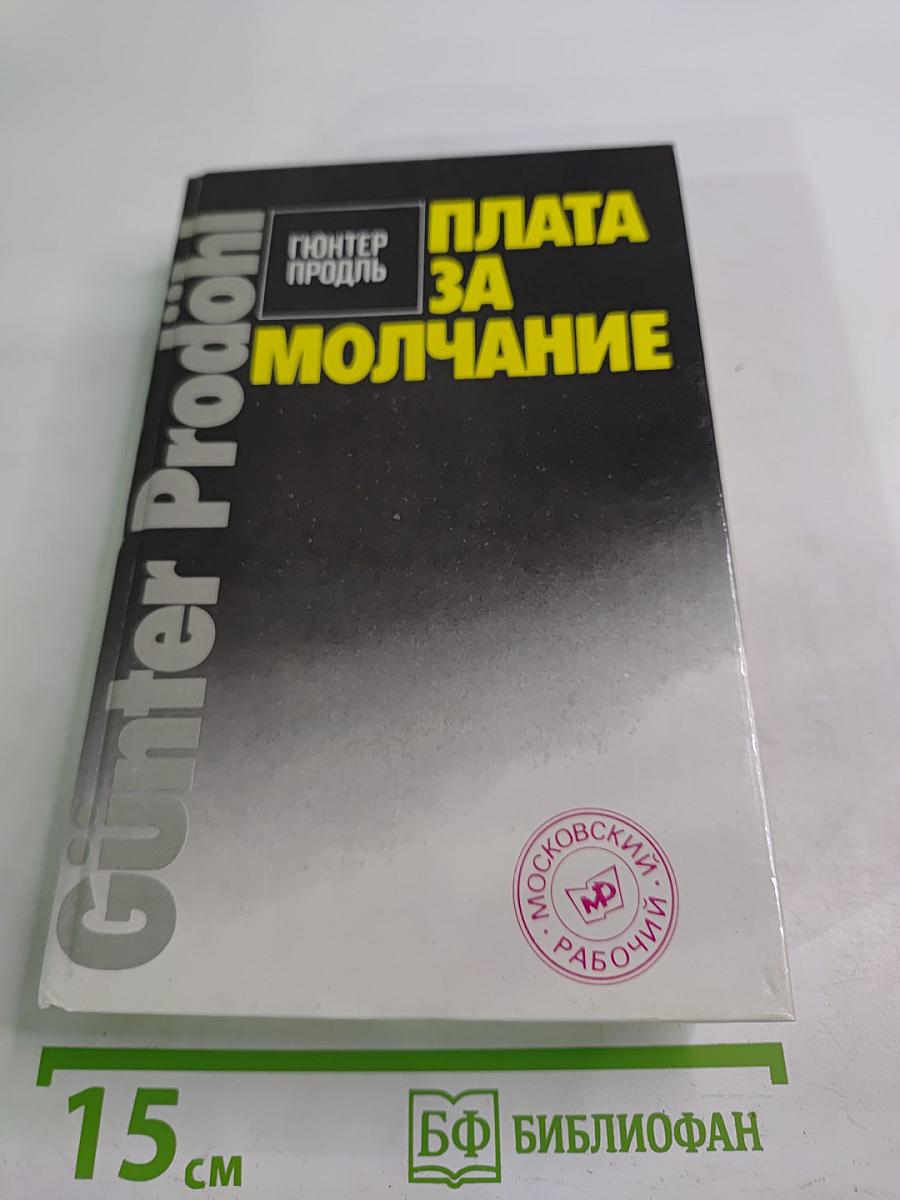 Günter Prodöhl
ГЮНТЕР
ПРОДЛЬ
ПЛАТА
ЗА
МОЛЧАНИЕ
МОСКОВСКИЙ · РАБОЧИЙ ·
МР
15 см
БФ БИБЛИОФАН